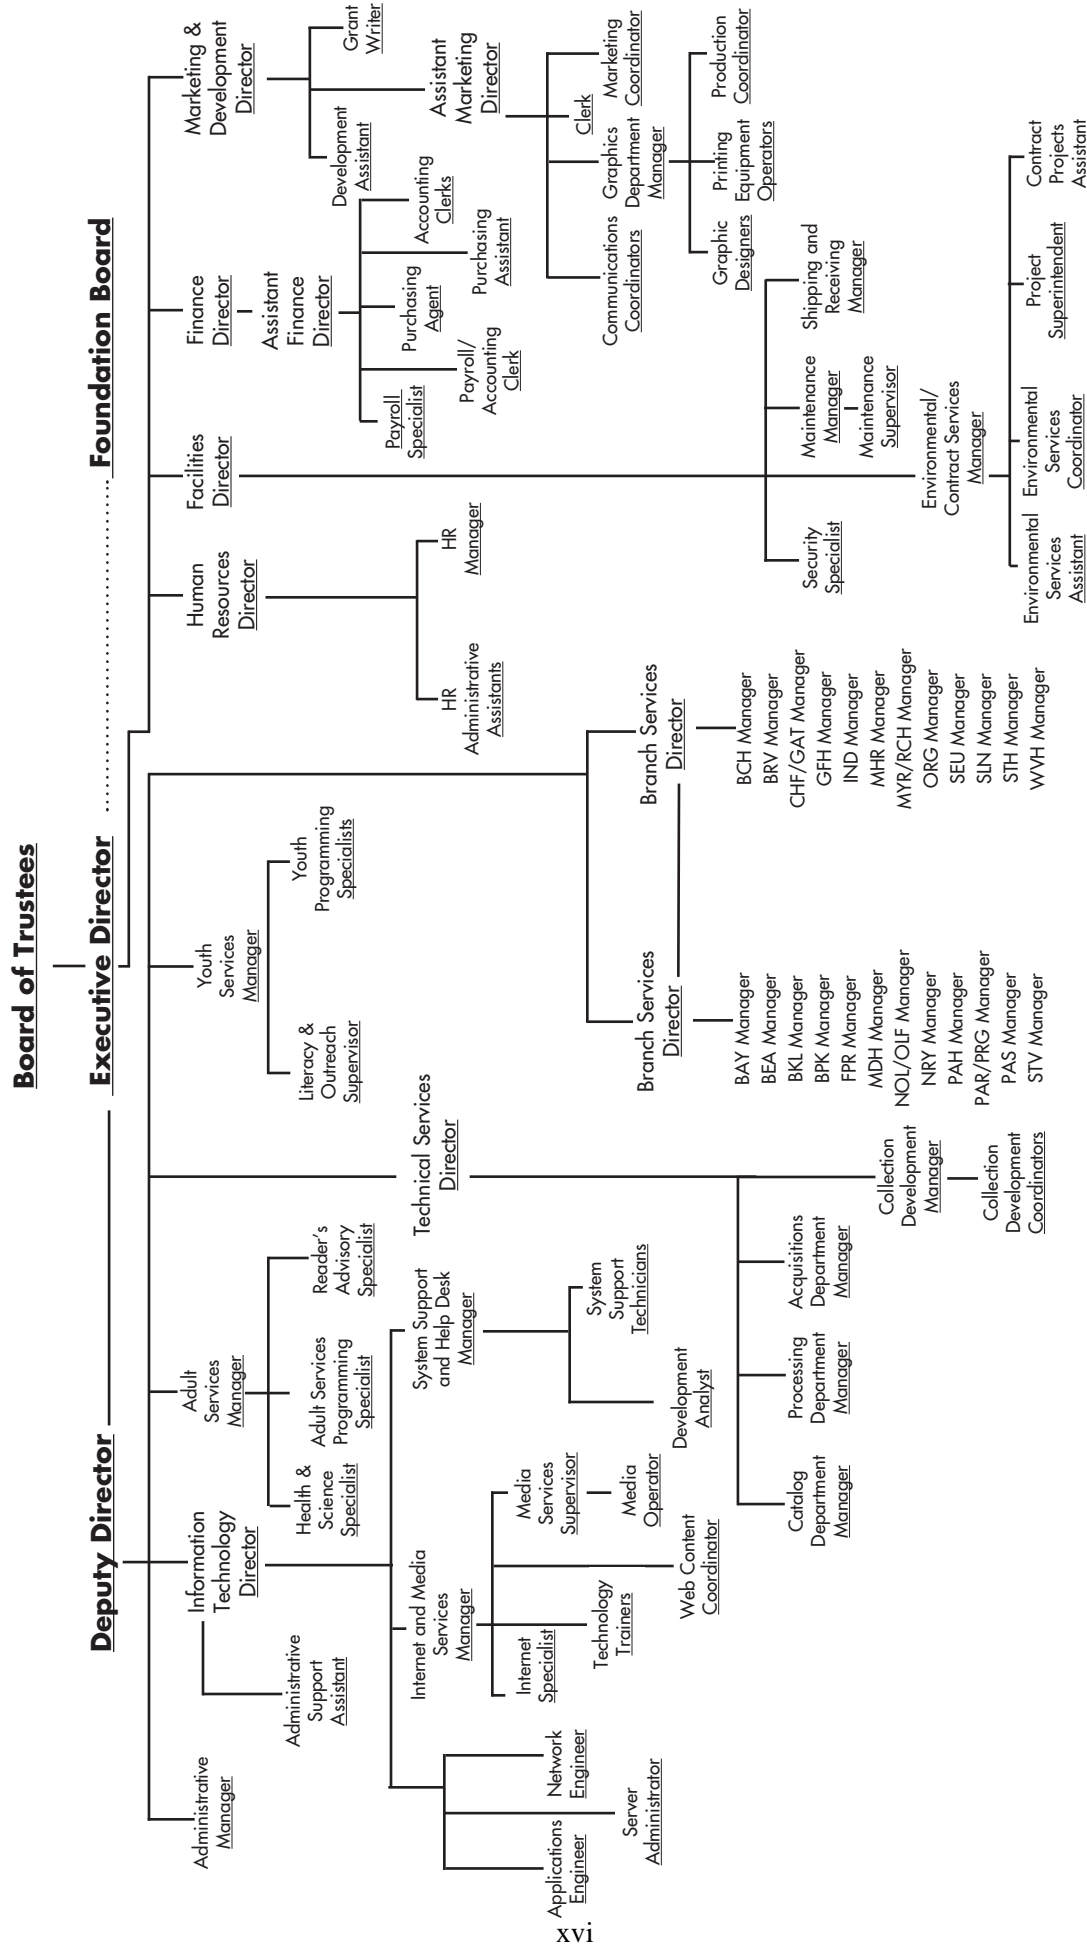 Board of Trustees
Deputy Director
Executive Director
Foundation Board
Administrative
Manager
Information
Technology
Director
Adult
Services
Manager
Youth
Services
Manager
Human
Resources
Director
Facilities
Director
Finance
Director
Marketing &
Development
Director
Administrative
Support
Assistant
Health &
Science
Specialist
Adult Services
Programming
Specialist
Reader's
Advisory
Specialist
Literacy &
Outreach
Supervisor
Youth
Programming
Specialists
Assistant
Finance
Director
Development
Assistant
Grant
Writer
Internet and Media
Services
Manager
System Support
and Help Desk
Manager
Technical Services
Director
HR
Administrative
Assistants
HR
Manager
Payroll
Specialist
Payroll/
Accounting
Clerk
Purchasing
Agent
Purchasing
Assistant
Accounting
Clerks
Assistant
Marketing
Director
Applications
Engineer
Server
Administrator
Network
Engineer
Internet
Specialist
Technology
Trainers
Web Content
Coordinator
Media
Services
Supervisor
Media
Operator
Development
Analyst
System
Support
Technicians
Communications
Coordinators
Graphics
Department
Manager
Clerk
Marketing
Coordinator
Graphic
Designers
Printing
Equipment
Operators
Production
Coordinator
Catalog
Department
Manager
Processing
Department
Manager
Acquisitions
Department
Manager
Collection
Development
Manager
Collection
Development
Coordinators
Branch Services
Director
BAY Manager
BEA Manager
BKL Manager
BPK Manager
FPR Manager
MDH Manager
NOL/OLF Manager
NRY Manager
PAH Manager
PAR/PRG Manager
PAS Manager
STV Manager
Branch Services
Director
BCH Manager
BRV Manager
CHF/GAT Manager
GFH Manager
IND Manager
MHR Manager
MYR/RCH Manager
ORG Manager
SEU Manager
SLN Manager
STH Manager
WVH Manager
Security
Specialist
Maintenance
Manager
Maintenance
Supervisor
Shipping and
Receiving
Manager
Environmental/
Contract Services
Manager
Environmental
Services
Assistant
Environmental
Services
Coordinator
Project
Superintendent
Contract
Projects
Assistant
xvi